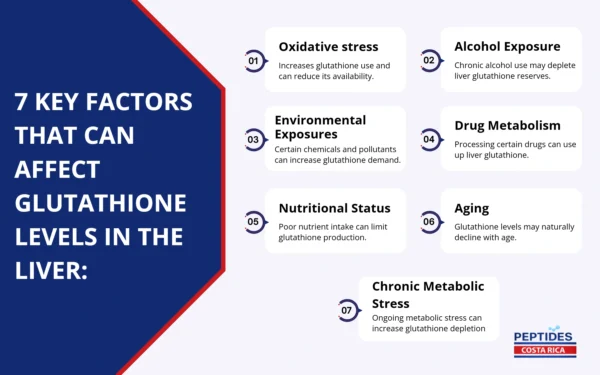 7 KEY FACTORS
THAT CAN
AFFECT
GLUTATHIONE
LEVELS IN THE
LIVER:
01
Oxidative stress
Increases glutathione use and
can reduce its availability.
02
Alcohol Exposure
Chronic alcohol use may deplete
liver glutathione reserves.
03
Environmental
Exposures
Certain chemicals and pollutants
can increase glutathione demand.
04
Drug Metabolism
Processing certain drugs can use
up liver glutathione.
05
Nutritional Status
Poor nutrient intake can limit
glutathione production.
06
Aging
Glutathione levels may naturally
decline with age.
07
Chronic Metabolic
Stress
Ongoing metabolic stress can
increase glutathione depletion
PEPTIDES
COSTA RICA